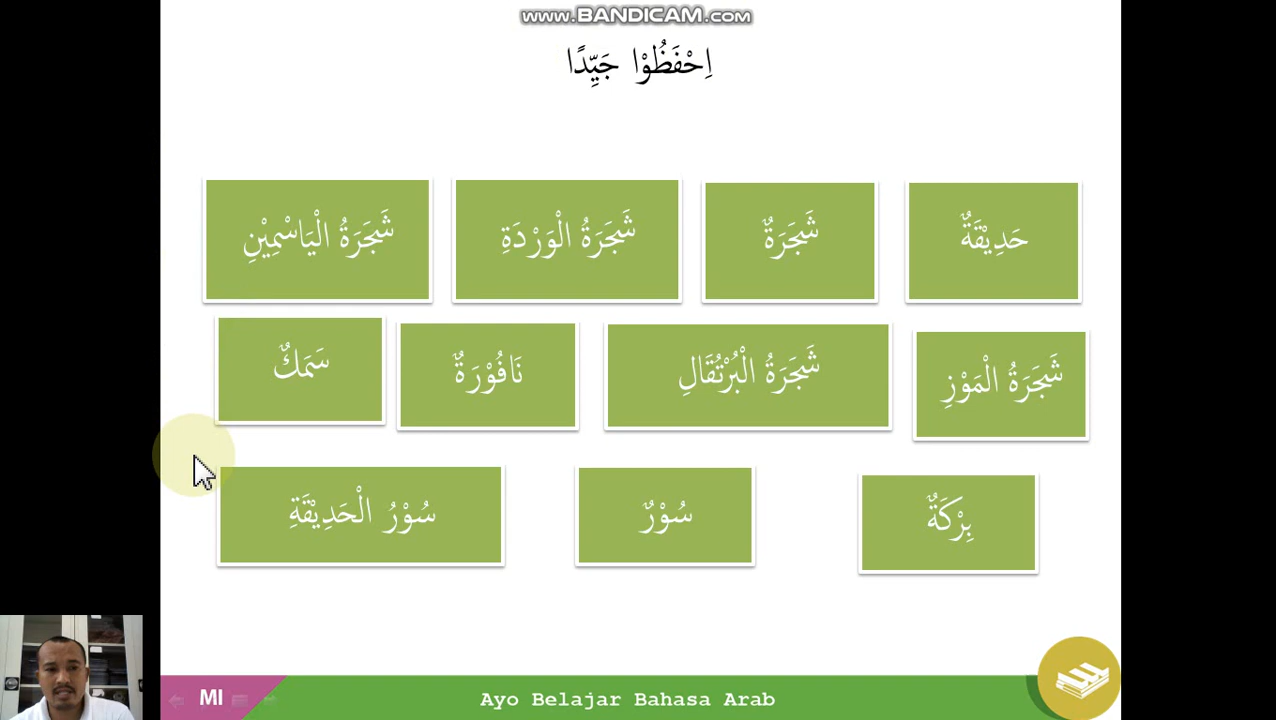 www.BANDICAM.com
اِحْفَظُوْا جَيِّدًا
حَدِيْقَةٌ
شَجَرَةٌ
شَجَرَةُ الْوَرْدَةِ
شَجَرَةُ الْيَاسْمِيْنِ
شَجَرَةُ الْمَوْزِ
شَجَرَةُ الْبُرْتُقَالِ
نَافُوْرَةٌ
سَمَكٌ
بِرْكَةٌ
سُوْرٌ
سُوْرُ الْحَدِيْقَةِ
MI
Ayo Belajar Bahasa Arab